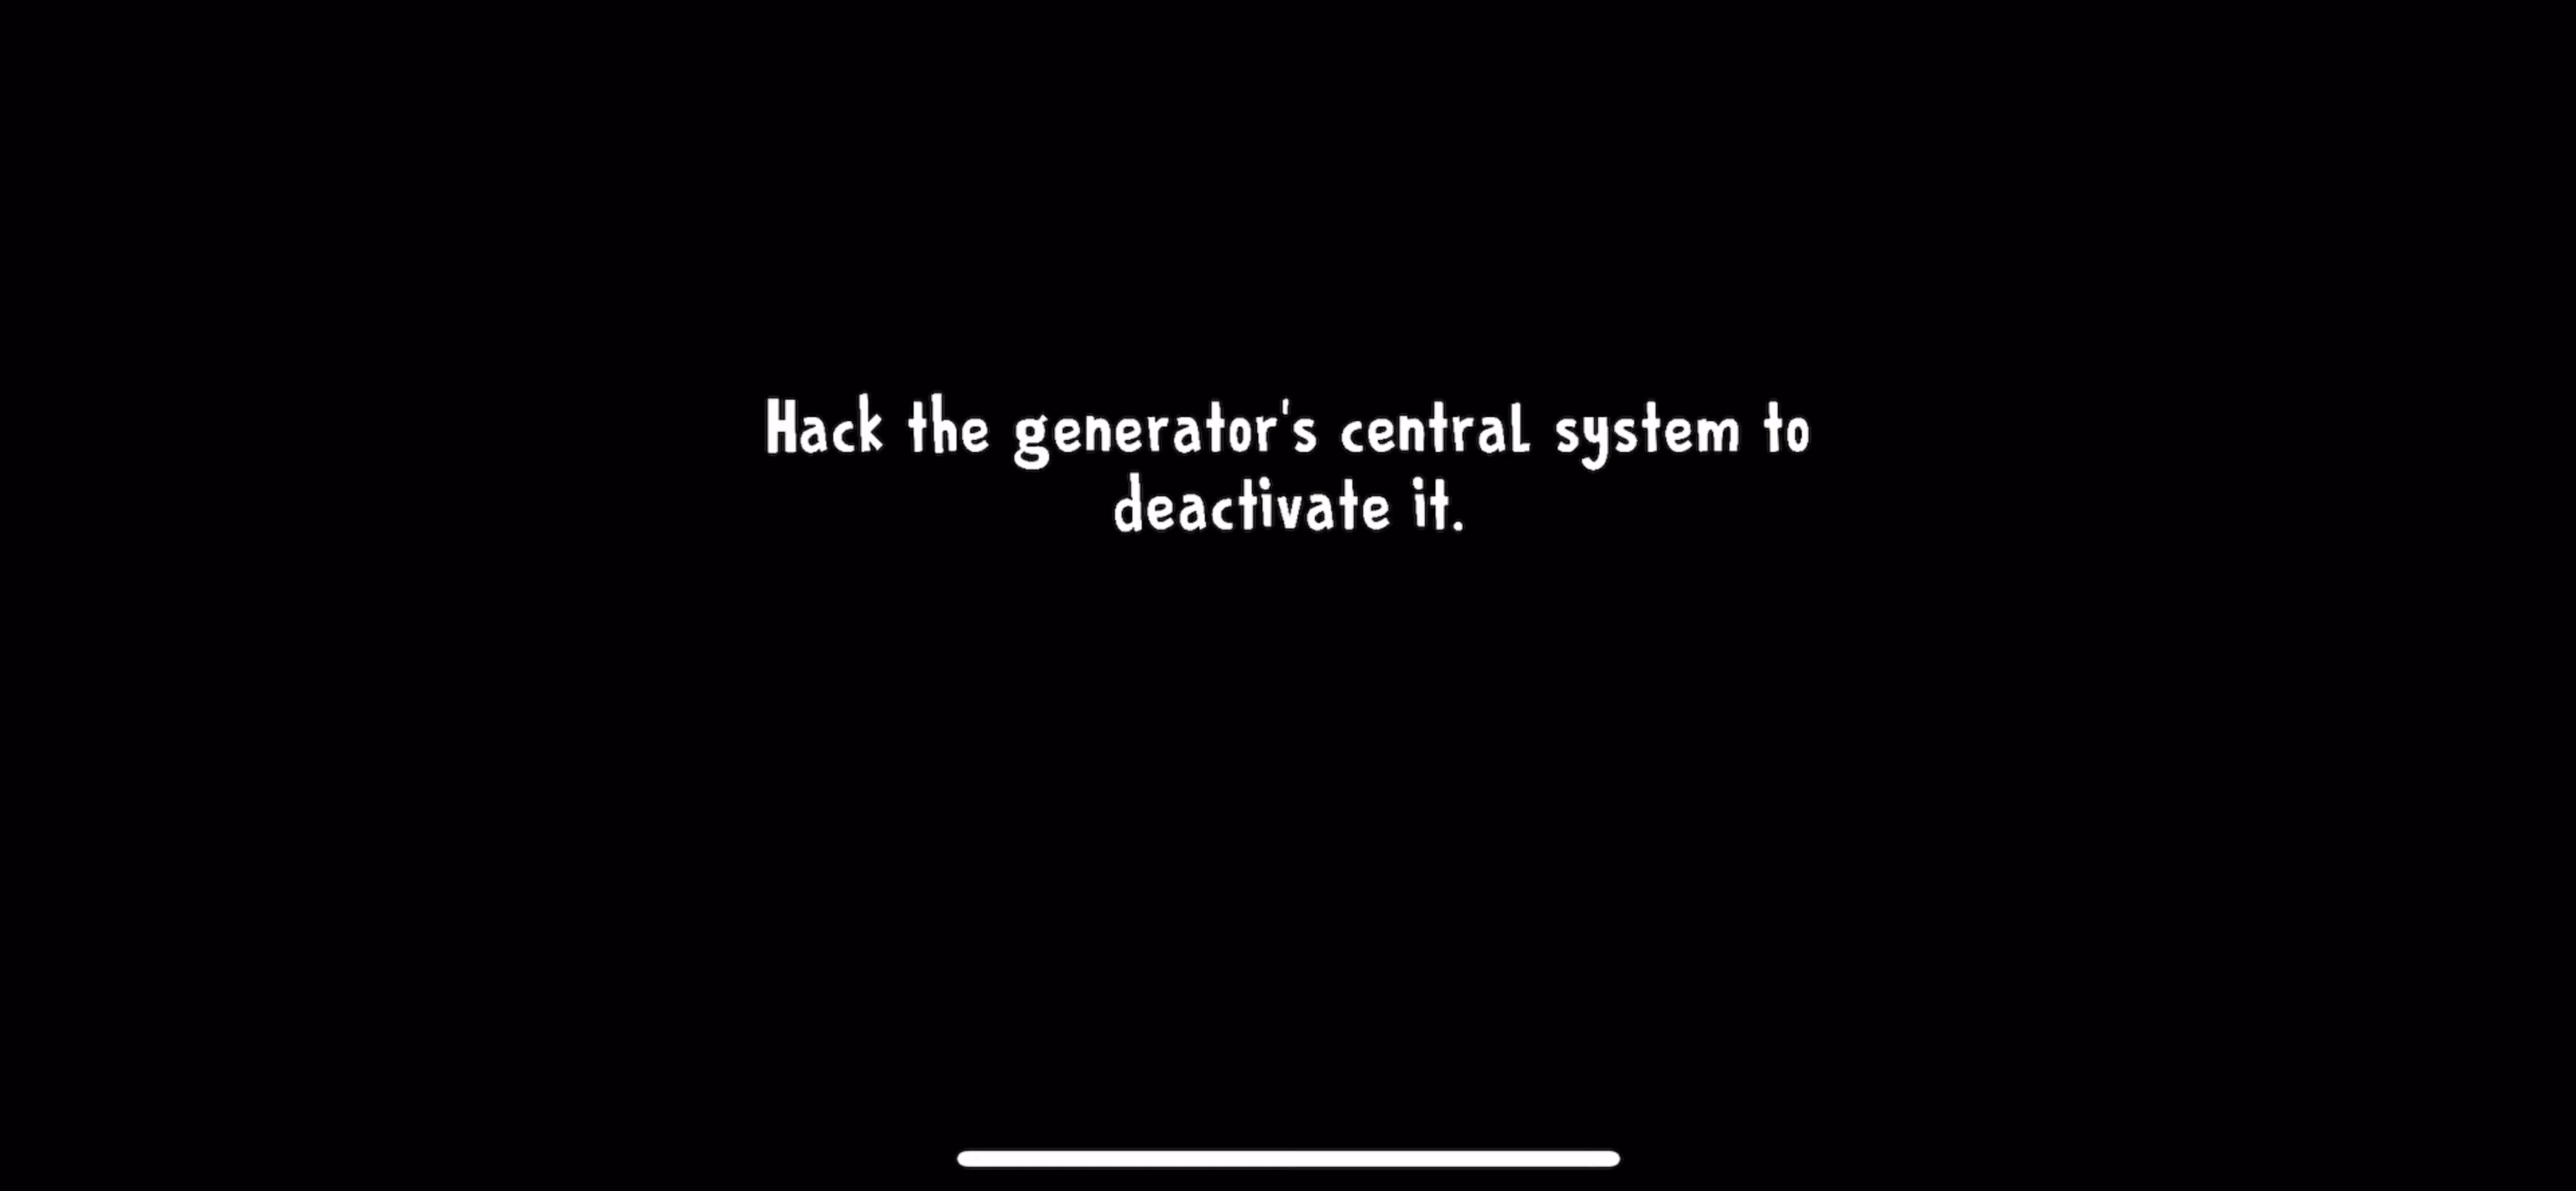 Hack the generator's central system to
deactivate it.